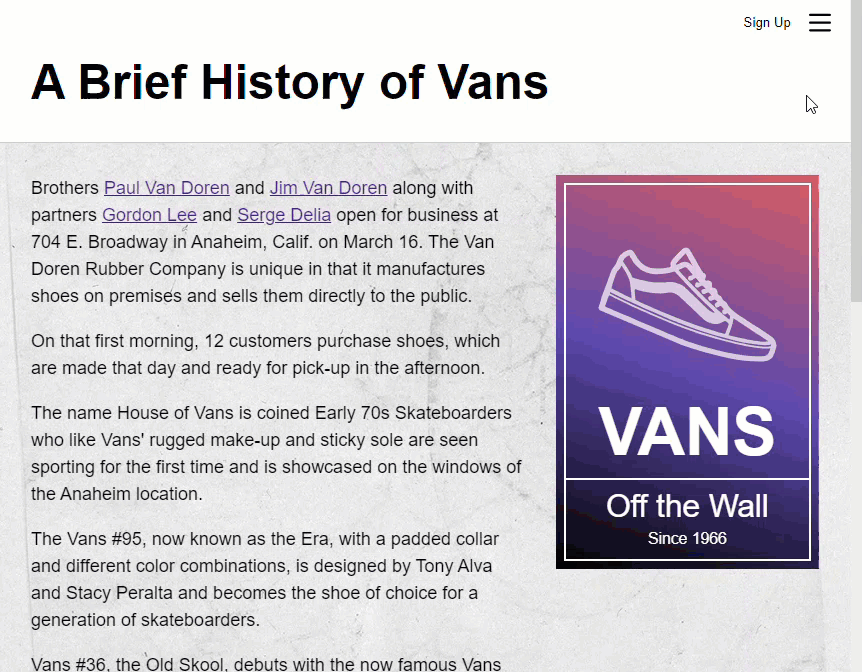 Sign Up
A Brief History of Vans
Brothers Paul Van Doren and Jim Van Doren along with
partners Gordon Lee and Serge Delia open for business at
704 E. Broadway in Anaheim, Calif. on March 16. The Van
Doren Rubber Company is unique in that it manufactures
shoes on premises and sells them directly to the public.
On that first morning, 12 customers purchase shoes, which
are made that day and ready for pick-up in the afternoon.
The name House of Vans is coined Early 70s Skateboarders
who like Vans' rugged make-up and sticky sole are seen
sporting for the first time and is showcased on the windows of
the Anaheim location.
The Vans #95, now known as the Era, with a padded collar
and different color combinations, is designed by Tony Alva
and Stacy Peralta and becomes the shoe of choice for a
generation of skateboarders.
Vans #36, the Old Skool, debuts with the now famous Vans
VANS
Off the Wall
Since 1966